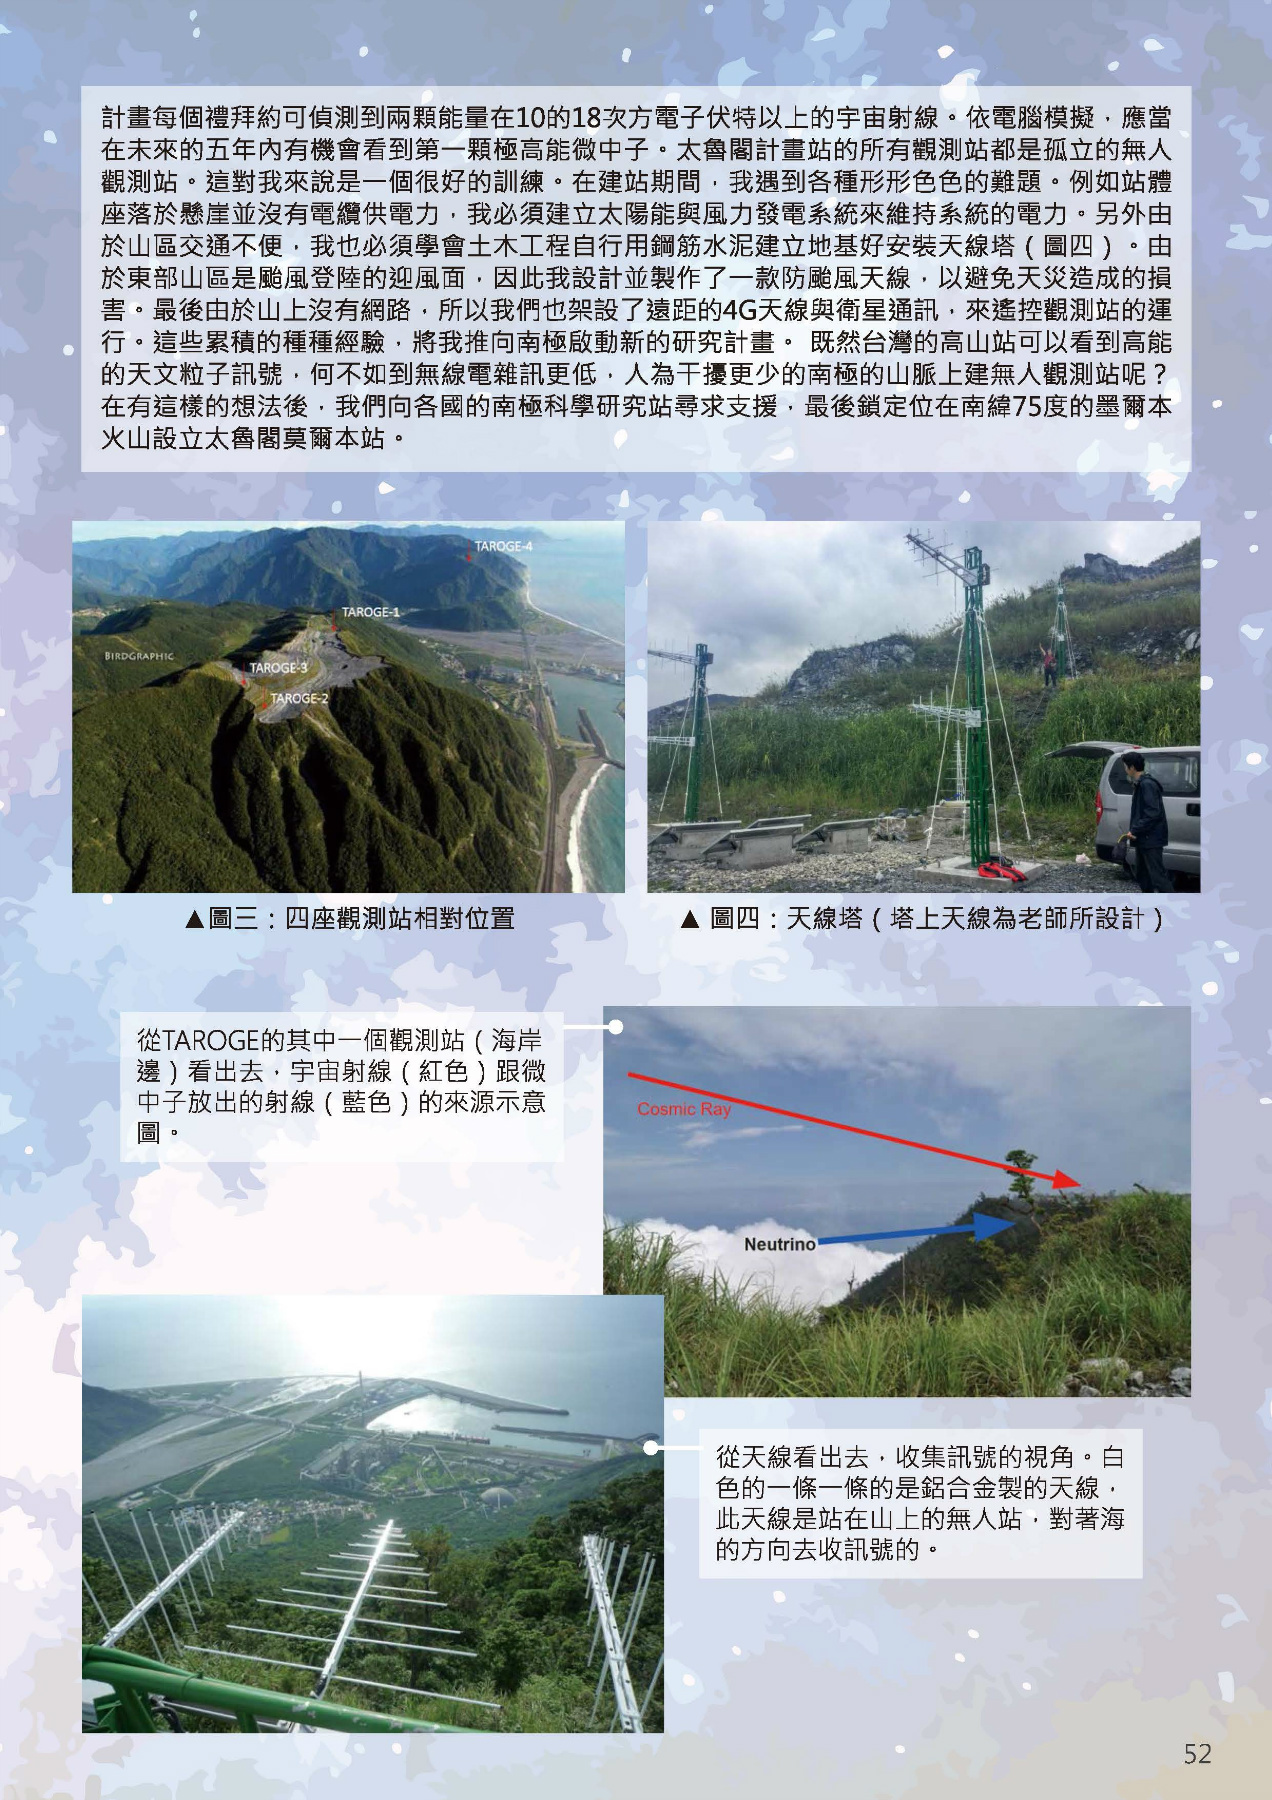 計畫每個禮拜約可偵測到兩顆能量在10的18次方電子伏特以上的宇宙射線。依電腦模擬，應當
在未來的五年內有機會看到第一顆極高能微中子。太魯閣計畫站的所有觀測站都是孤立的無人
觀測站。這對我來說是一個很好的訓練。在建站期間，我遇到各種形形色色的難題。例如站體
座落於懸崖並沒有電纜供電力，我必須建立太陽能與風力發電系統來維持系統的電力。另外由
於山區交通不便，我也必須學會土木工程自行用鋼筋水泥建立地基好安裝天線塔（圖四）。由
於東部山區是颱風登陸的迎風面，因此我設計並製作了一款防颱風天線，以避免天災造成的損
害。最後由於山上沒有網路，所以我們也架設了遠距的4G天線與衛星通訊，來遙控觀測站的運
行。這些累積的種種經驗，將我推向南極啟動新的研究計畫。 既然台灣的高山站可以看到高能
的天文粒子訊號，何不如到無線電雜訊更低，人為干擾更少的南極的山脈上建無人觀測站呢？
在有這樣的想法後，我們向各國的南極科學研究站尋求支援，最後鎖定位在南緯75度的墨爾本
火山設立太魯閣莫爾本站。
TAROGE-4
TAROGE-1
BIRDGRAPHIC
TAROGE-3
TAROGE-2
▲圖三：四座觀測站相對位置
▲ 圖四：天線塔（塔上天線為老師所設計）
從TAROGE的其中一個觀測站（海岸
邊）看出去，宇宙射線（紅色）跟微
中子放出的射線（藍色）的來源示意
圖。
Cosmic Ray
Neutrino
從天線看出去，收集訊號的視角。白
色的一條一條的是鋁合金製的天線，
此天線是站在山上的無人站，對著海
的方向去收訊號的。
52